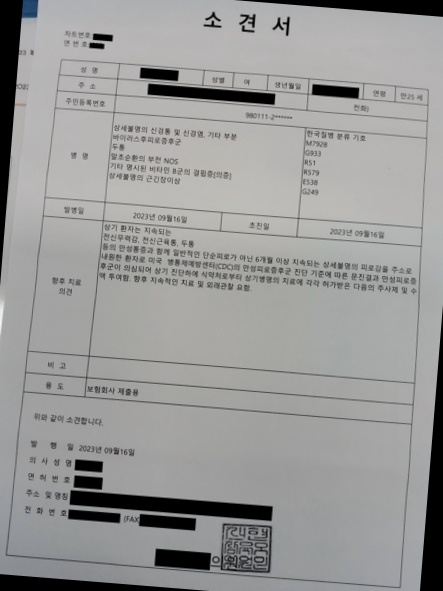 소 견 서
차트번호
연 번 호
성 명
성별 여
생년월일
연령 만25 세
주 소
전화)
주민등록번호
980111-2******
병 명
상세불명의 신경통 및 신경염, 기타 부분
바이러스후피로증후군
두통
말초순환의 부전 NOS
기타 명시된 비타민 B군의 결핍증[의증]
상세불명의 근긴장이상
한국질병 분류 기호
M7928
G933
R51
R579
E538
G249
발병일 2023년 09월16일 초진일 2023년 09월16일
향후 치료
의견
상기 환자는 지속되는
전신무력감, 전신근육통, 두통
등의 만성통증과 함께 일반적인 단순피로가 아닌 6개월 이상 지속되는 상세불명의 피로감을 주소로
내원한 환자로 미국 병통제예방센터(CDC)의 만성피로증후군 진단 기준에 따른 문진결과 만성피로증
후군이 의심되어 상기 진단하에 식약처로부터 상기병명의 치료에 각각 허가받은 다음의 주사제 및 수
액 투여함. 향후 지속적인 치료 및 외래관찰 요함.
비 고
용 도 보험회사 제출용
위와 같이 소견합니다.
발 행 일 2023년 09월16일
의 사 성 명
면 허 번 호
주소 및 명칭
전 화 번 호 (FAX)